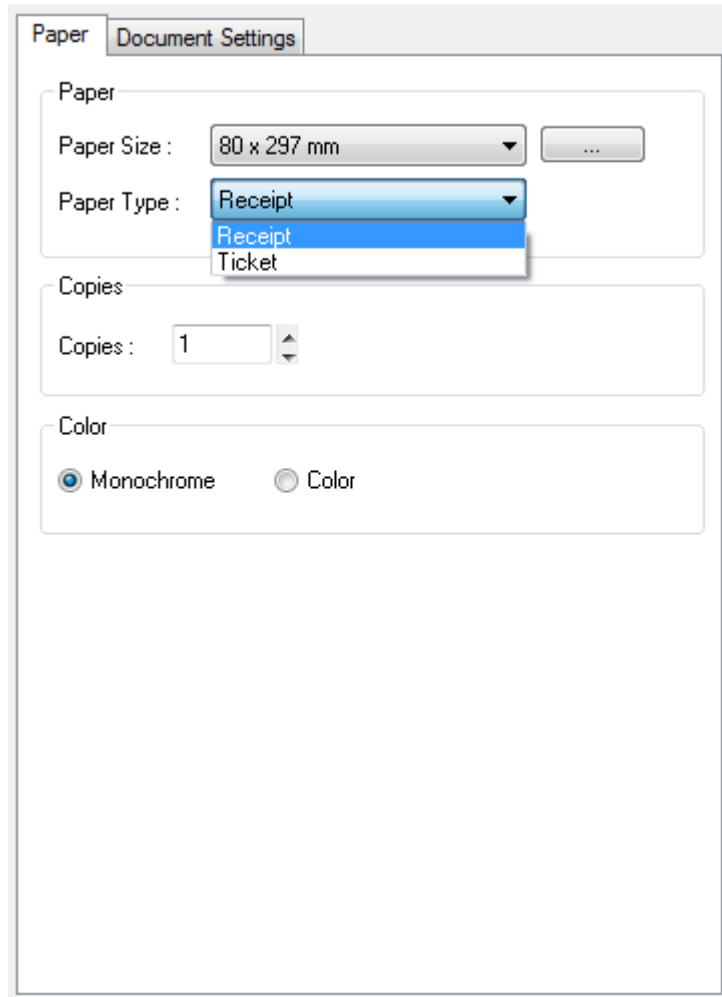 Paper Document Settings
Paper
Paper Size : 80 x 297 mm ...
Paper Type : Receipt
Receipt
Ticket
Copies
Copies : 1
Color
Monochrome Color